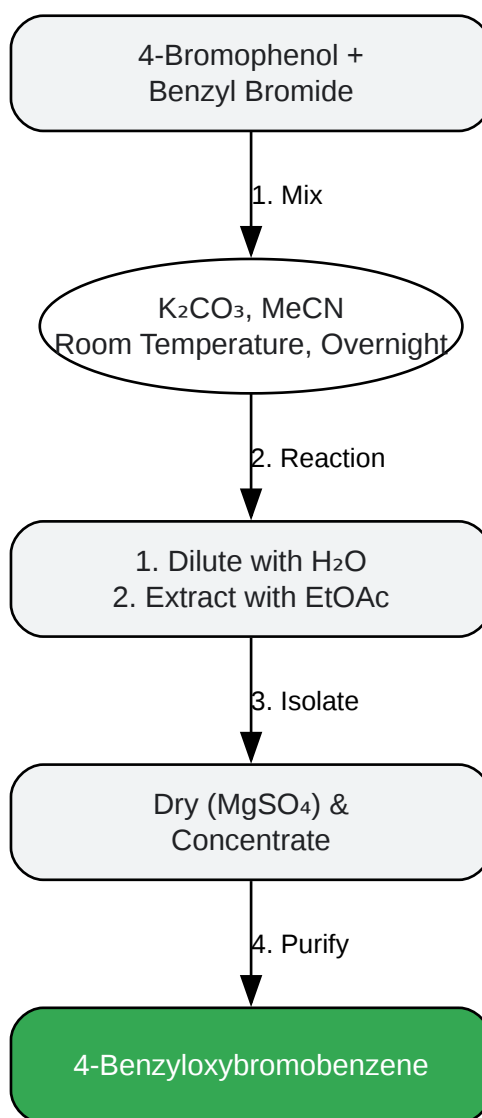 4-Bromophenol +
Benzyl Bromide
1. Mix
K₂CO₃, MeCN
Room Temperature, Overnight
2. Reaction
1. Dilute with H₂O
2. Extract with EtOAc
3. Isolate
Dry (MgSO₄) &
Concentrate
4. Purify
4-Benzyloxybromobenzene